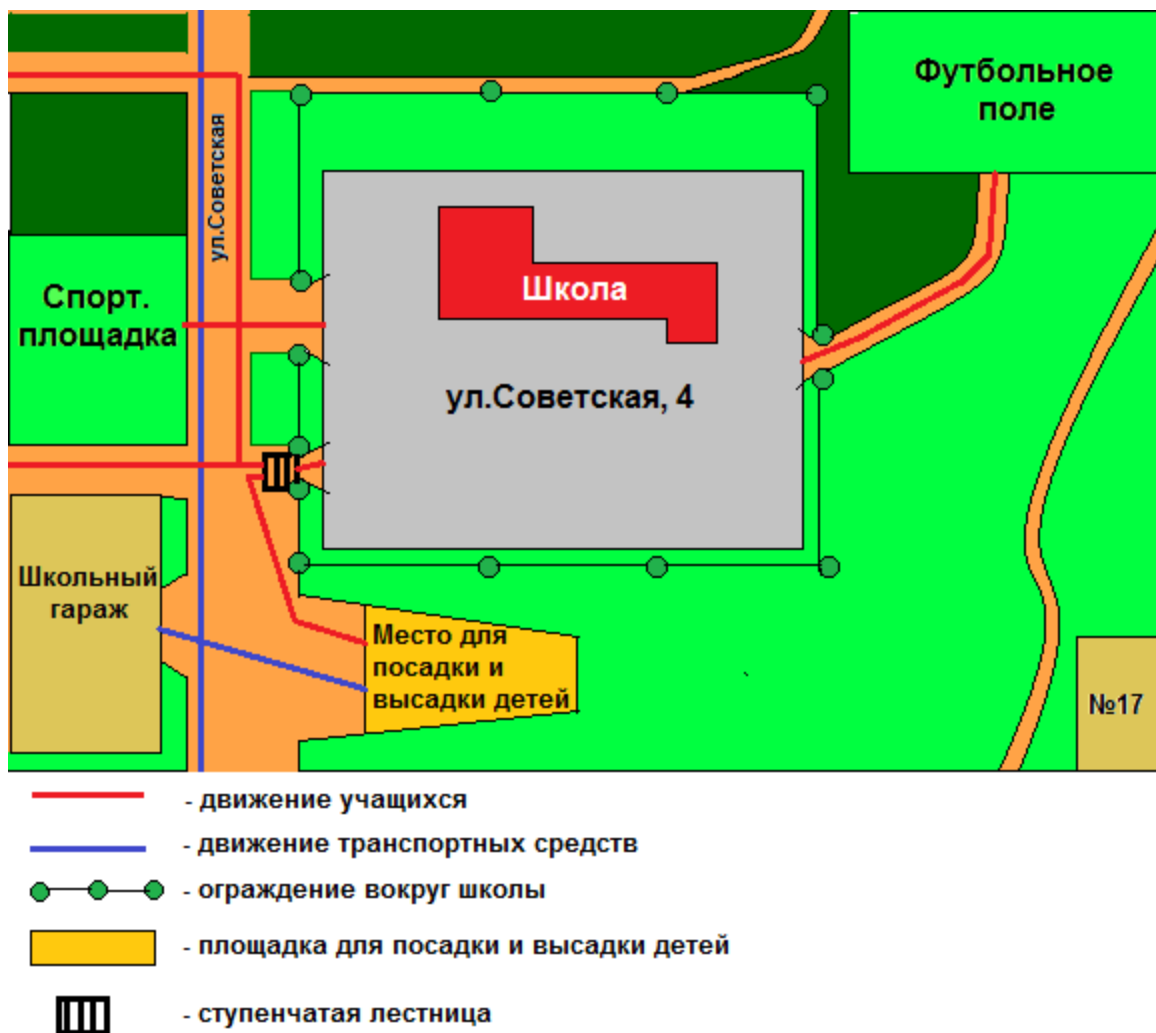 Футбольное
поле
ул.Советская
Школа
Спорт.
площадка
ул.Советская, 4
Школьный
гараж
Место для
посадки и
высадки детей
№17
- движение учащихся
- движение транспортных средств
- ограждение вокруг школы
- площадка для посадки и высадки детей
- ступенчатая лестница